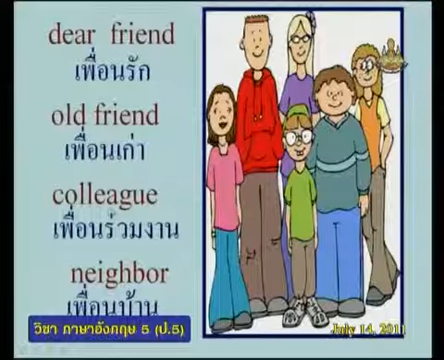 dear friend
เพื่อนรัก
old friend
เพื่อนเก่า
colleague
เพื่อนร่วมงาน
neighbor
เพื่อนบ้าน
วิชา ภาษาอังกฤษ 5 (ป.5)
July 14, 2011